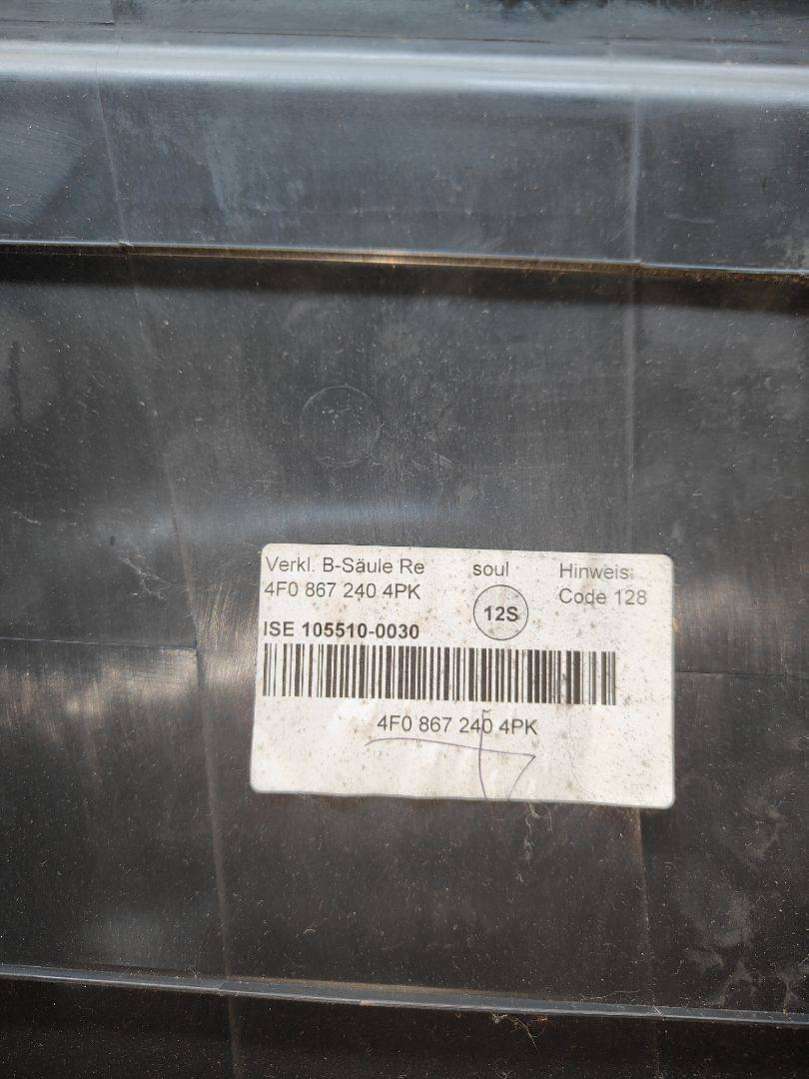 Verkl. B-Säule Re soul Hinweis:
4F0 867 240 4PK 12S Code 128
ISE 105510-0030
4F0 867 240 4PK